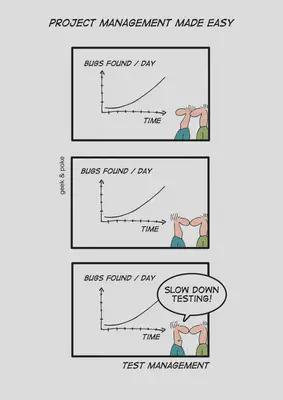 PROJECT MANAGEMENT MADE EASY
BUGS FOUND / DAY
TIME
geek & poke
BUGS FOUND / DAY
TIME
BUGS FOUND / DAY
SLOW DOWN
TESTING!
TIME
TEST MANAGEMENT